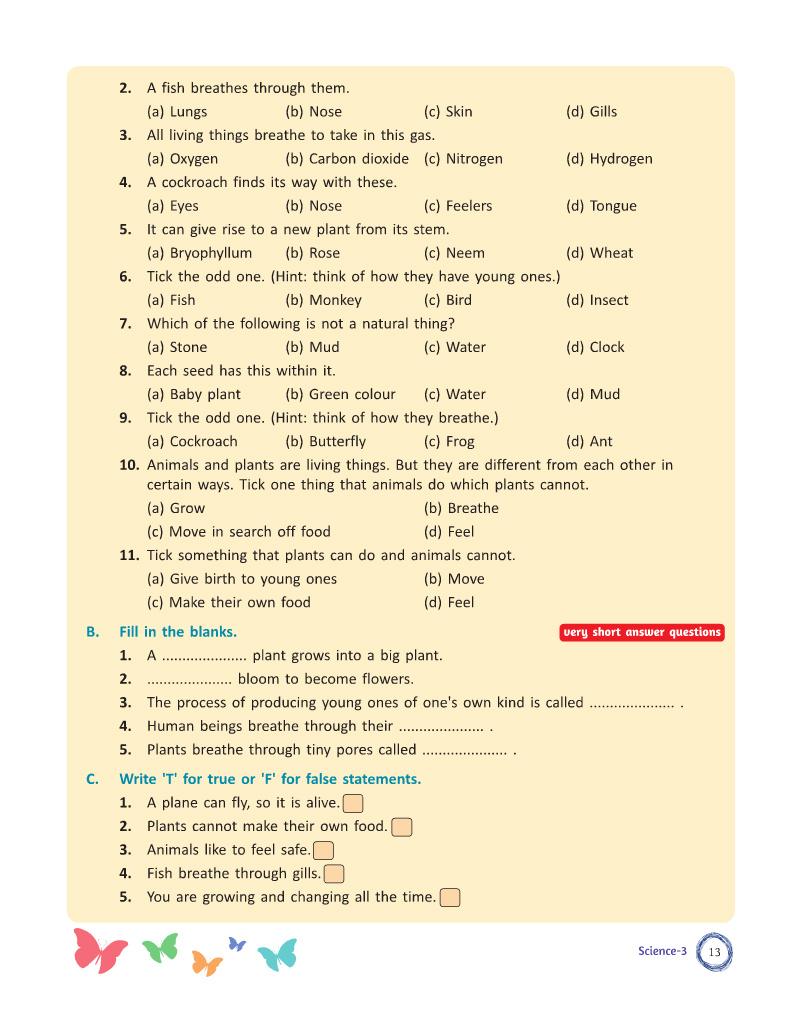 2. A fish breathes through them.
(a) Lungs (b) Nose (c) Skin (d) Gills
3. All living things breathe to take in this gas.
(a) Oxygen (b) Carbon dioxide (c) Nitrogen (d) Hydrogen
4. A cockroach finds its way with these.
(a) Eyes (b) Nose (c) Feelers (d) Tongue
5. It can give rise to a new plant from its stem.
(a) Bryophyllum (b) Rose (c) Neem (d) Wheat
6. Tick the odd one. (Hint: think of how they have young ones.)
(a) Fish (b) Monkey (c) Bird (d) Insect
7. Which of the following is not a natural thing?
(a) Stone (b) Mud (c) Water (d) Clock
8. Each seed has this within it.
(a) Baby plant (b) Green colour (c) Water (d) Mud
9. Tick the odd one. (Hint: think of how they breathe.)
(a) Cockroach (b) Butterfly (c) Frog (d) Ant
10. Animals and plants are living things. But they are different from each other in
certain ways. Tick one thing that animals do which plants cannot.
(a) Grow (b) Breathe
(c) Move in search off food (d) Feel
11. Tick something that plants can do and animals cannot.
(a) Give birth to young ones (b) Move
(c) Make their own food (d) Feel
B. Fill in the blanks. very short answer questions
1. A ..................... plant grows into a big plant.
2. ..................... bloom to become flowers.
3. The process of producing young ones of one's own kind is called ..................... .
4. Human beings breathe through their ..................... .
5. Plants breathe through tiny pores called ..................... .
C. Write 'T' for true or 'F' for false statements.
1. A plane can fly, so it is alive.
2. Plants cannot make their own food.
3. Animals like to feel safe.
4. Fish breathe through gills.
5. You are growing and changing all the time.
Science-3 13